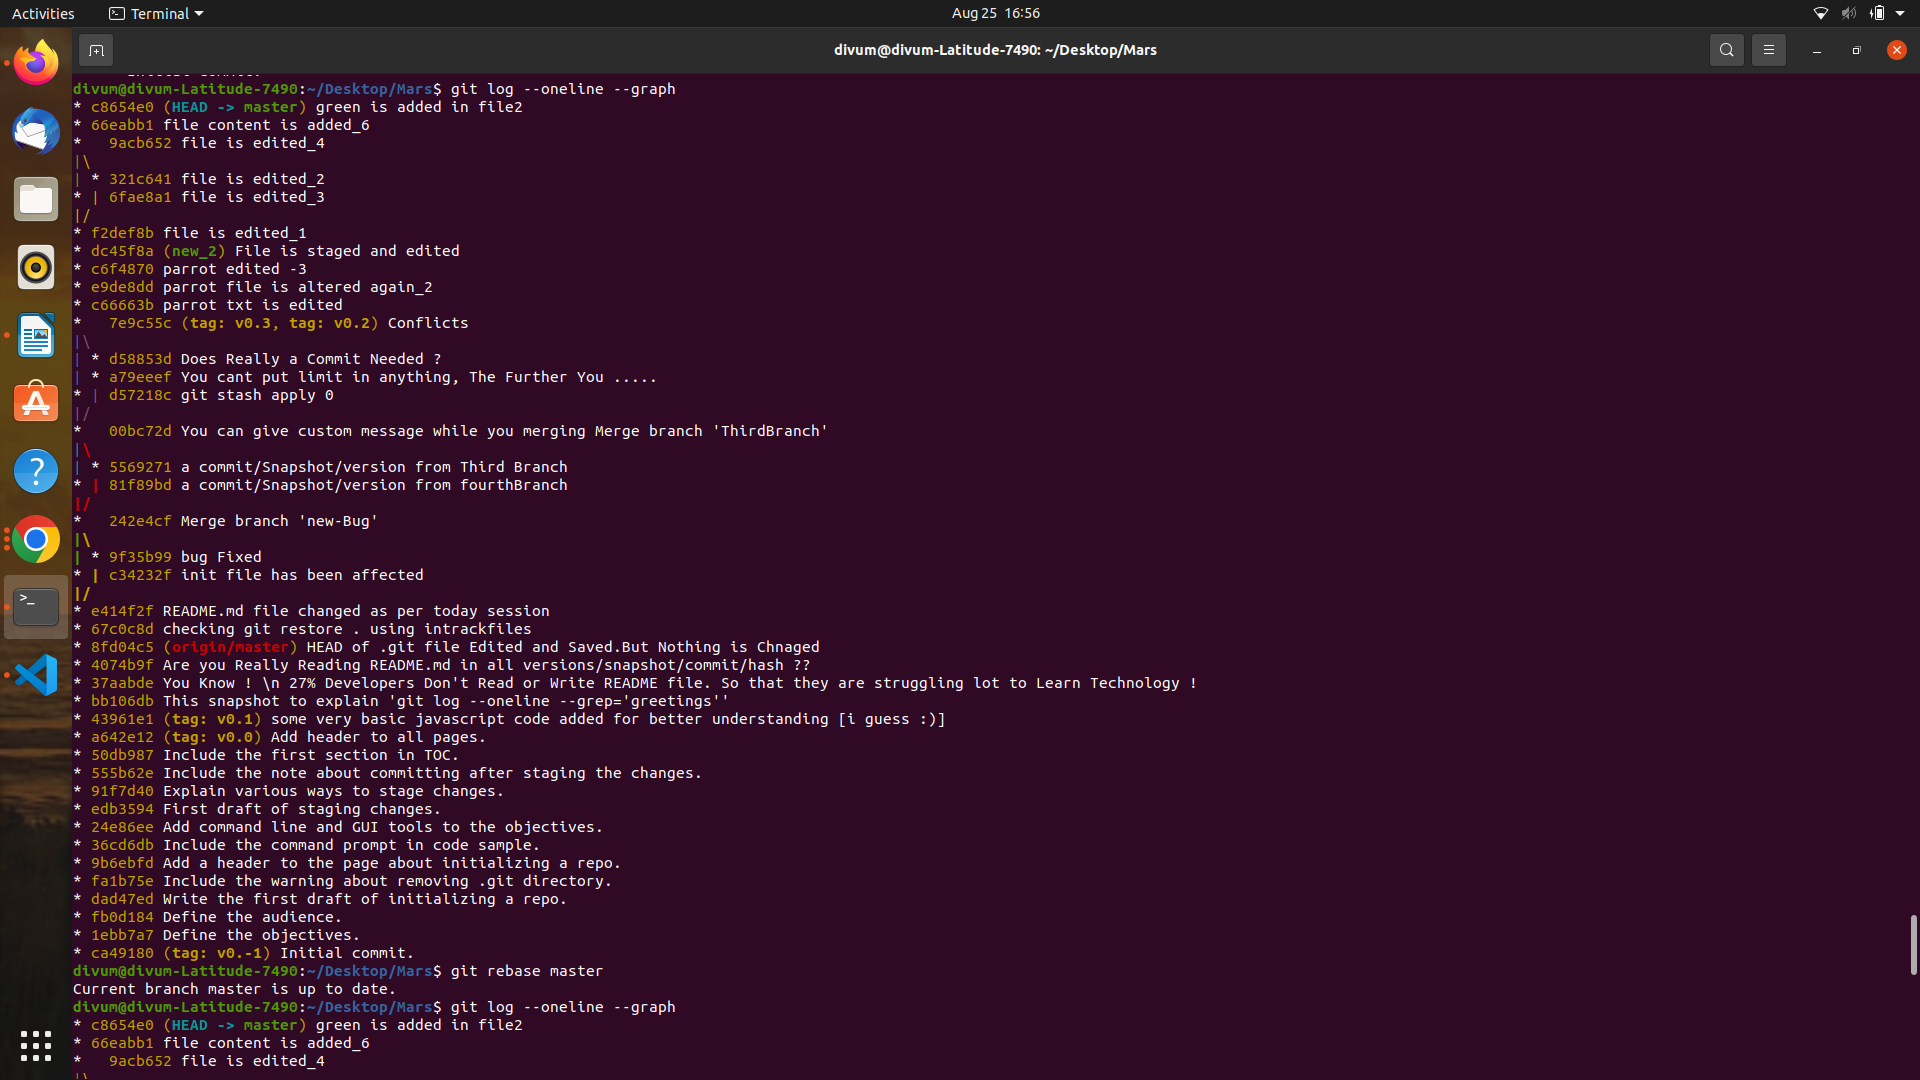 Activities Terminal Aug 25 16:56
divum@divum-Latitude-7490: ~/Desktop/Mars
divum@divum-Latitude-7490:~/Desktop/Mars$ git log --oneline --graph
* c8654e0 (HEAD -> master) green is added in file2
* 66eabb1 file content is added_6
*   9acb652 file is edited_4
|\
| * 321c641 file is edited_2
* | 6fae8a1 file is edited_3
|/
* f2def8b file is edited_1
* dc45f8a (new_2) File is staged and edited
* c6f4870 parrot edited -3
* e9de8dd parrot file is altered again_2
* c66663b parrot txt is edited
*   7e9c55c (tag: v0.3, tag: v0.2) Conflicts
|\
| * d58853d Does Really a Commit Needed ?
| * a79eeef You cant put limit in anything, The Further You .....
* | d57218c git stash apply 0
|/
*   00bc72d You can give custom message while you merging Merge branch 'ThirdBranch'
|\
| * 5569271 a commit/Snapshot/version from Third Branch
* | 81f89bd a commit/Snapshot/version from fourthBranch
|/
*   242e4cf Merge branch 'new-Bug'
|\
| * 9f35b99 bug Fixed
* | c34232f init file has been affected
|/
* e414f2f README.md file changed as per today session
* 67c0c8d checking git restore . using intrackfiles
* 8fd04c5 (origin/master) HEAD of .git file Edited and Saved.But Nothing is Chnaged
* 4074b9f Are you Really Reading README.md in all versions/snapshot/commit/hash ??
* 37aabde You Know ! \n 27% Developers Don't Read or Write README file. So that they are struggling lot to Learn Technology !
* bb106db This snapshot to explain 'git log --oneline --grep='greetings''
* 43961e1 (tag: v0.1) some very basic javascript code added for better understanding [i guess :)]
* a642e12 (tag: v0.0) Add header to all pages.
* 50db987 Include the first section in TOC.
* 555b62e Include the note about committing after staging the changes.
* 91f7d40 Explain various ways to stage changes.
* edb3594 First draft of staging changes.
* 24e86ee Add command line and GUI tools to the objectives.
* 36cd6db Include the command prompt in code sample.
* 9b6ebfd Add a header to the page about initializing a repo.
* fa1b75e Include the warning about removing .git directory.
* dad47ed Write the first draft of initializing a repo.
* fb0d184 Define the audience.
* 1ebb7a7 Define the objectives.
* ca49180 (tag: v0.-1) Initial commit.
divum@divum-Latitude-7490:~/Desktop/Mars$ git rebase master
Current branch master is up to date.
divum@divum-Latitude-7490:~/Desktop/Mars$ git log --oneline --graph
* c8654e0 (HEAD -> master) green is added in file2
* 66eabb1 file content is added_6
*   9acb652 file is edited_4
|\